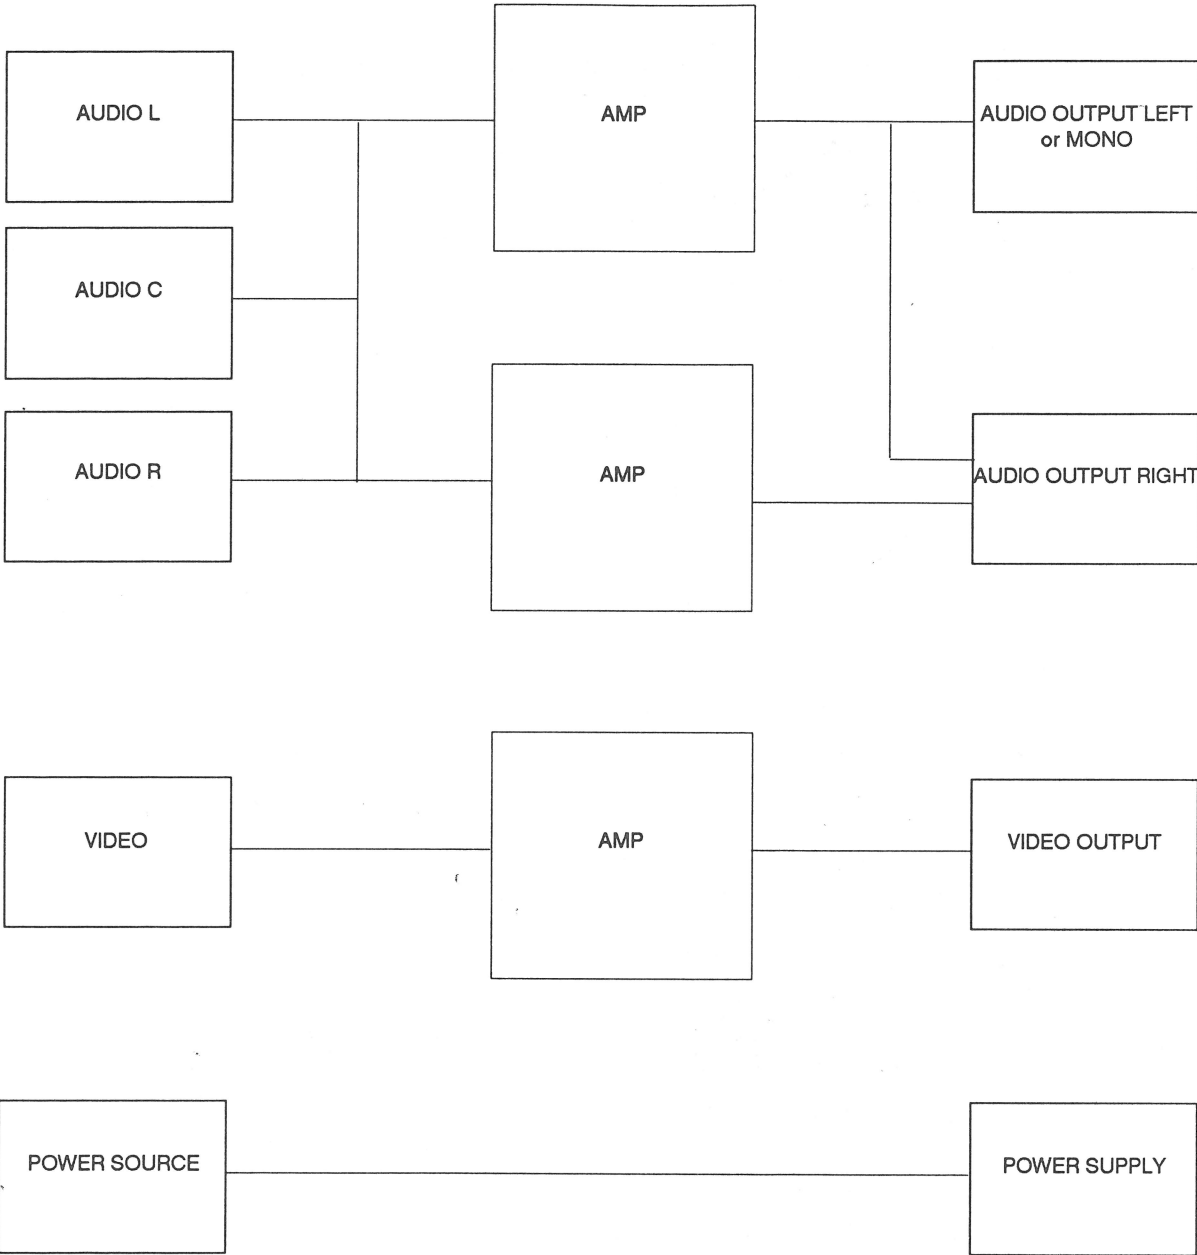 AUDIO L
AMP
AUDIO OUTPUT LEFT
or MONO
AUDIO C
AUDIO R
AMP
AUDIO OUTPUT RIGHT
VIDEO
AMP
VIDEO OUTPUT
POWER SOURCE
POWER SUPPLY